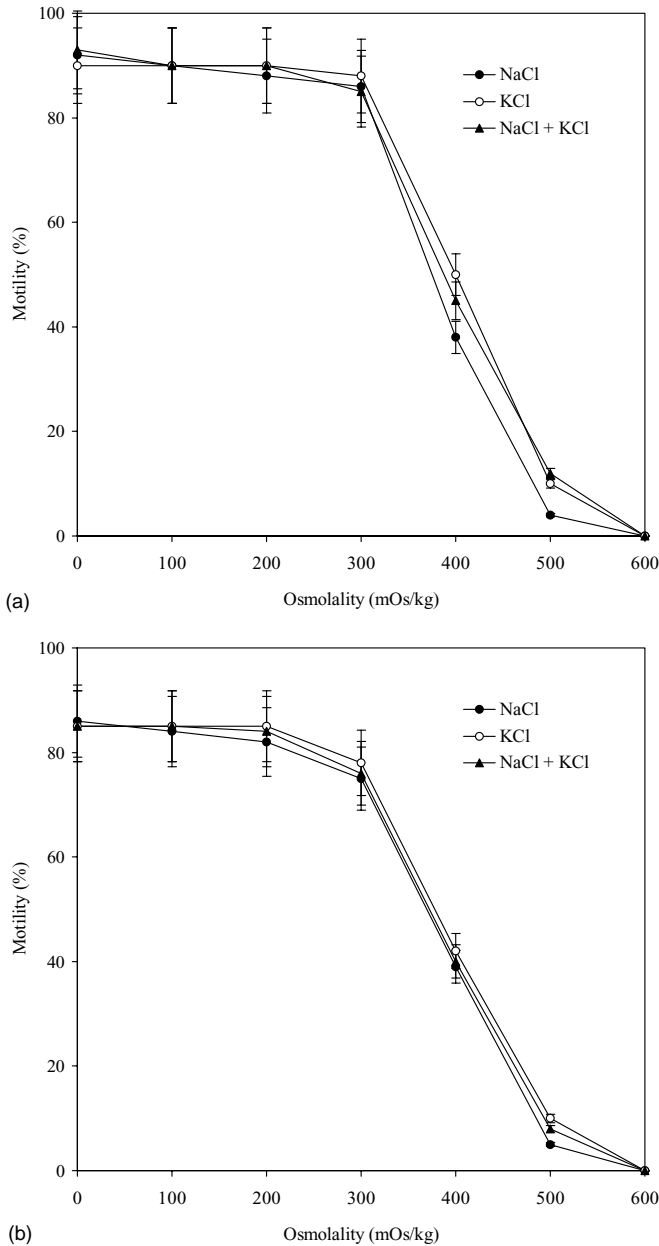 100
80
60
40
20
0
Motility (%)
NaCl
KCl
NaCl + KCl
0 100 200 300 400 500 600
Osmolality (mOs/kg)
(a)
100
80
60
40
20
0
Motility (%)
NaCl
KCl
NaCl + KCl
0 100 200 300 400 500 600
Osmolality (mOs/kg)
(b)